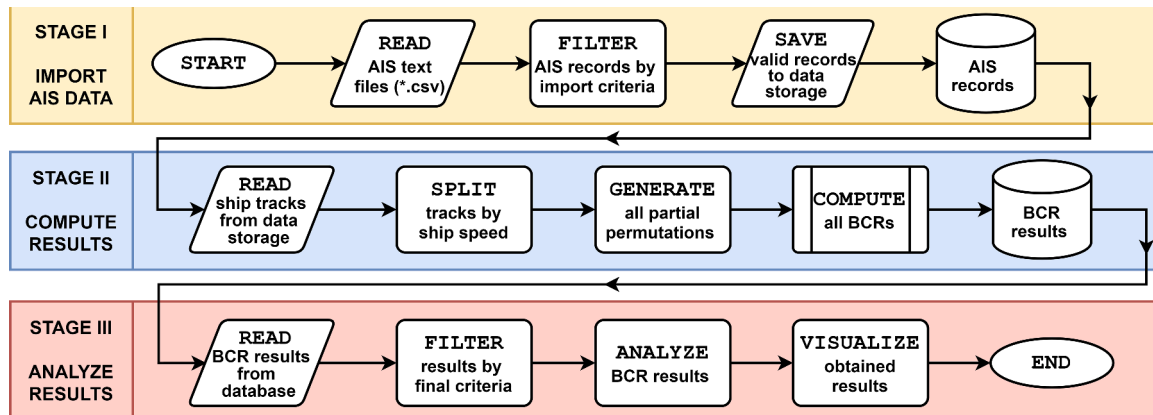 STAGE I
IMPORT
AIS DATA
START
READ
AIS text
files (*.csv)
FILTER
AIS records by
import criteria
SAVE
valid records
to data
storage
AIS
records
STAGE II
COMPUTE
RESULTS
READ
ship tracks
from data
storage
SPLIT
tracks by
ship speed
GENERATE
all partial
permutations
COMPUTE
all BCRs
BCR
results
STAGE III
ANALYZE
RESULTS
READ
BCR results
from
database
FILTER
results by
final criteria
ANALYZE
BCR results
VISUALIZE
obtained
results
END